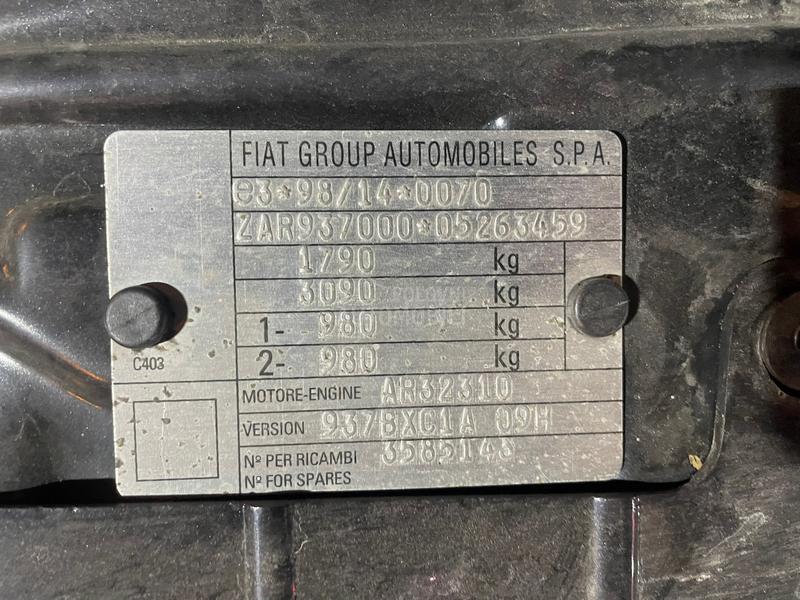 FIAT GROUP AUTOMOBILES S.P.A.
e3*98/14*0070
ZAR937000*05263459
1790 kg
3090 kg
1- 980 kg
2- 980 kg
C403
MOTORE-ENGINE AR32310
VERSION 937BXC1A 09H
Nº PER RICAMBI 3585143
Nº FOR SPARES